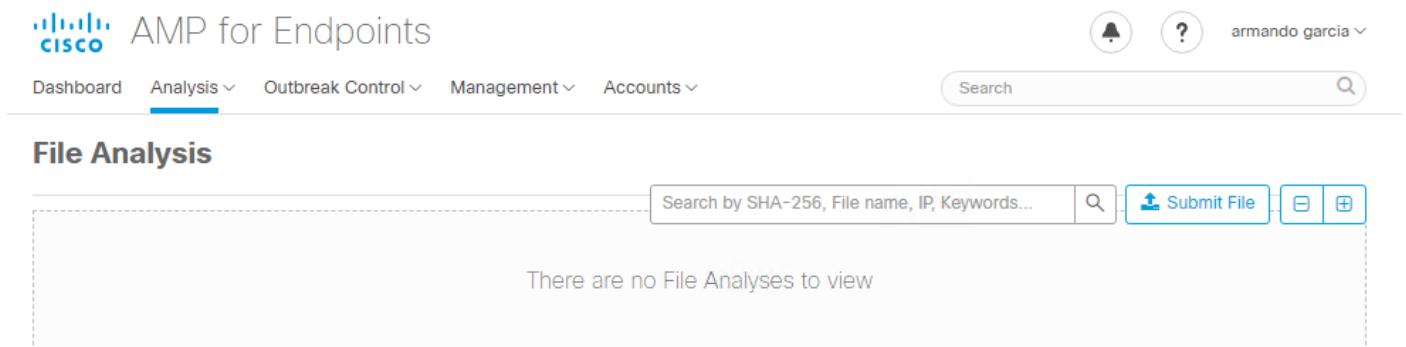 CISCO AMP for Endpoints
? armando garcia
Dashboard Analysis Outbreak Control Management Accounts Search
File Analysis
Search by SHA-256, File name, IP, Keywords... Submit File
There are no File Analyses to view